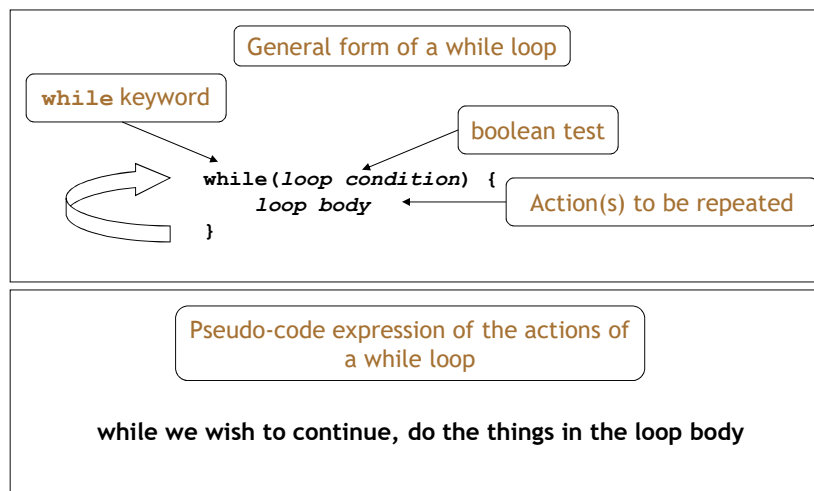 General form of a while loop
while keyword
boolean test
while(loop condition) {
loop body
Action(s) to be repeated
}
Pseudo-code expression of the actions of
a while loop
while we wish to continue, do the things in the loop body